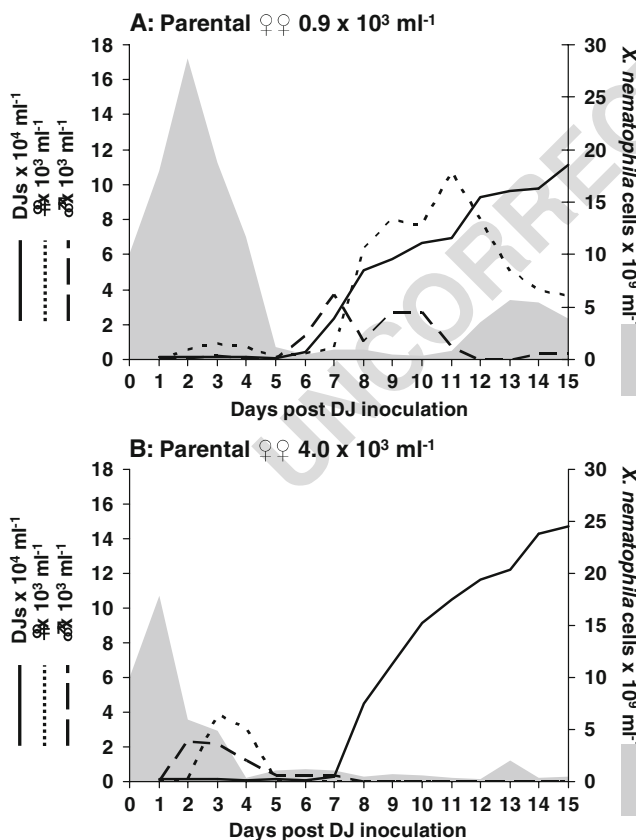 A: Parental ♀♀ 0.9 x 10³ ml⁻¹
18
16
14
12
10
8
6
4
2
0
30
25
20
15
10
5
0
DJs x 10⁴ ml⁻¹
♀ x 10³ ml⁻¹
♂ x 10³ ml⁻¹
X. nematophila cells x 10⁹ ml⁻¹
0 1 2 3 4 5 6 7 8 9 10 11 12 13 14 15
Days post DJ inoculation
UNCORREC
B: Parental ♀♀ 4.0 x 10³ ml⁻¹
18
16
14
12
10
8
6
4
2
0
30
25
20
15
10
5
0
DJs x 10⁴ ml⁻¹
♀ x 10³ ml⁻¹
♂ x 10³ ml⁻¹
X. nematophila cells x 10⁹ ml⁻¹
0 1 2 3 4 5 6 7 8 9 10 11 12 13 14 15
Days post DJ inoculation